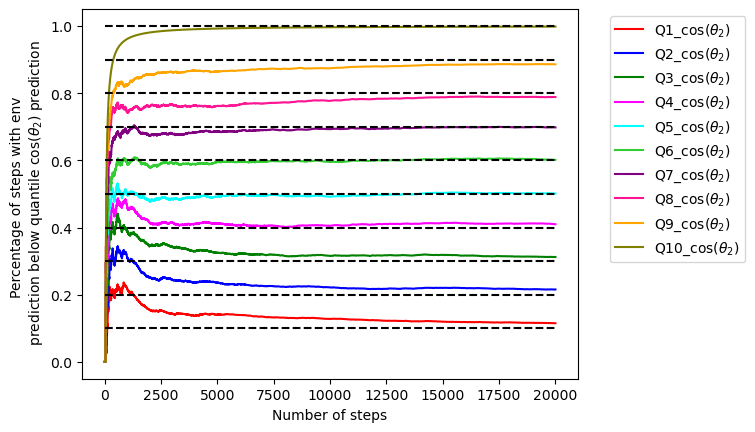 Percentage of steps with env
prediction below quantile cos(θ₂) prediction
1.0
0.8
0.6
0.4
0.2
0.0
0 2500 5000 7500 10000 12500 15000 17500 20000
Number of steps
Q1_cos(θ₂)
Q2_cos(θ₂)
Q3_cos(θ₂)
Q4_cos(θ₂)
Q5_cos(θ₂)
Q6_cos(θ₂)
Q7_cos(θ₂)
Q8_cos(θ₂)
Q9_cos(θ₂)
Q10_cos(θ₂)